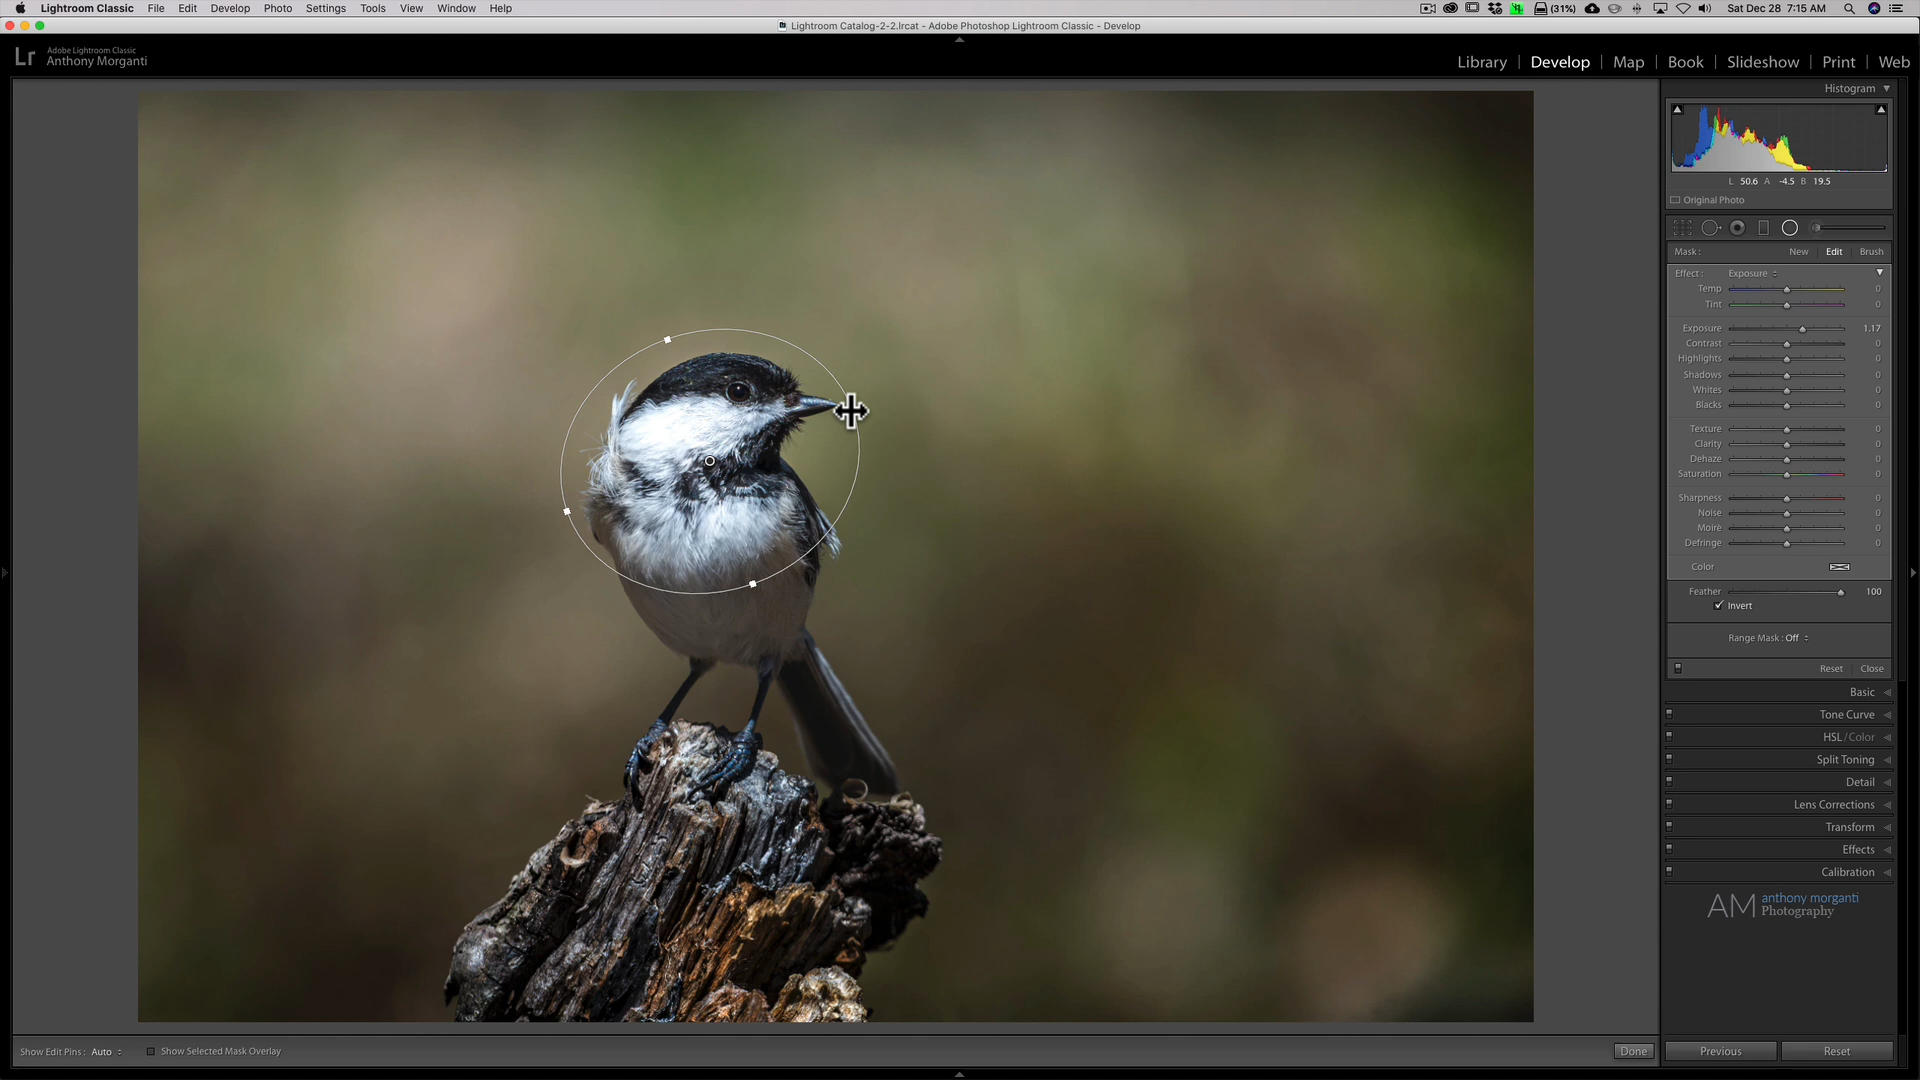 Lightroom Classic File Edit Develop Photo Settings Tools View Window Help (31%) Sat Dec 28 7:15 AM
Lightroom Catalog-2-2.lrcat - Adobe Photoshop Lightroom Classic - Develop
Lr Adobe Lightroom Classic
Anthony Morganti
Library | Develop | Map | Book | Slideshow | Print | Web
Histogram
L 50.6 A -4.5 B 19.5
Original Photo
Mask : New Edit Brush
Effect : Exposure
Temp 0
Tint 0
Exposure 1.17
Contrast 0
Highlights 0
Shadows 0
Whites 0
Blacks 0
Texture 0
Clarity 0
Dehaze 0
Saturation 0
Sharpness 0
Noise 0
Moiré 0
Defringe 0
Color
Feather 100
Invert
Range Mask : Off
Reset Close
Basic
Tone Curve
HSL / Color
Split Toning
Detail
Lens Corrections
Transform
Effects
Calibration
AM anthony morganti
Photography
Show Edit Pins : Auto Show Selected Mask Overlay Done Previous Reset